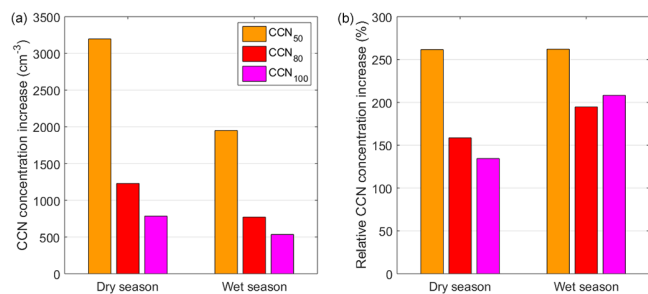 (a)
CCN concentration increase (cm-3)
3500
3000
2500
2000
1500
1000
500
0
CCN50
CCN80
CCN100
Dry season Wet season
(b)
Relative CCN concentration increase (%)
300
250
200
150
100
50
0
Dry season Wet season